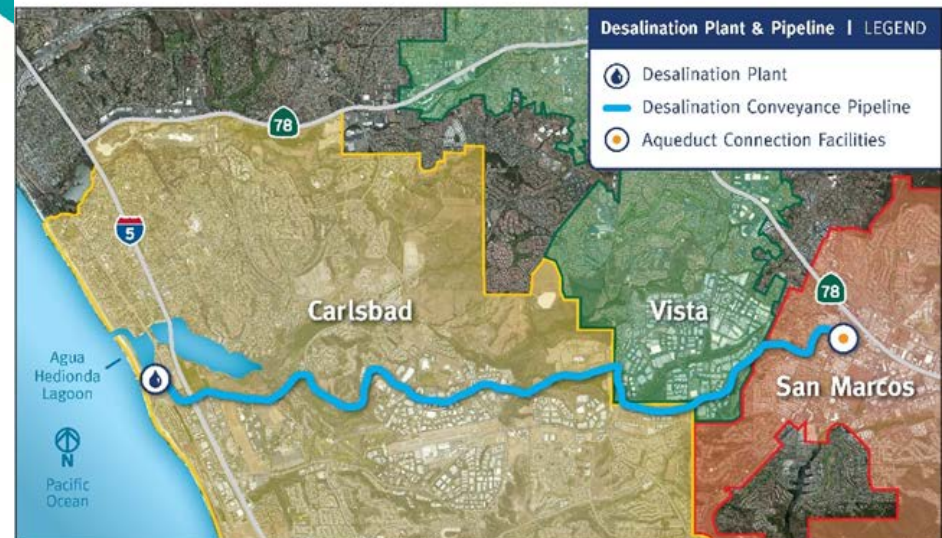 Desalination Plant & Pipeline | LEGEND
Desalination Plant
Desalination Conveyance Pipeline
Aqueduct Connection Facilities
78
5
78
Carlsbad
Vista
San Marcos
Agua
Hedionda
Lagoon
N
Pacific
Ocean